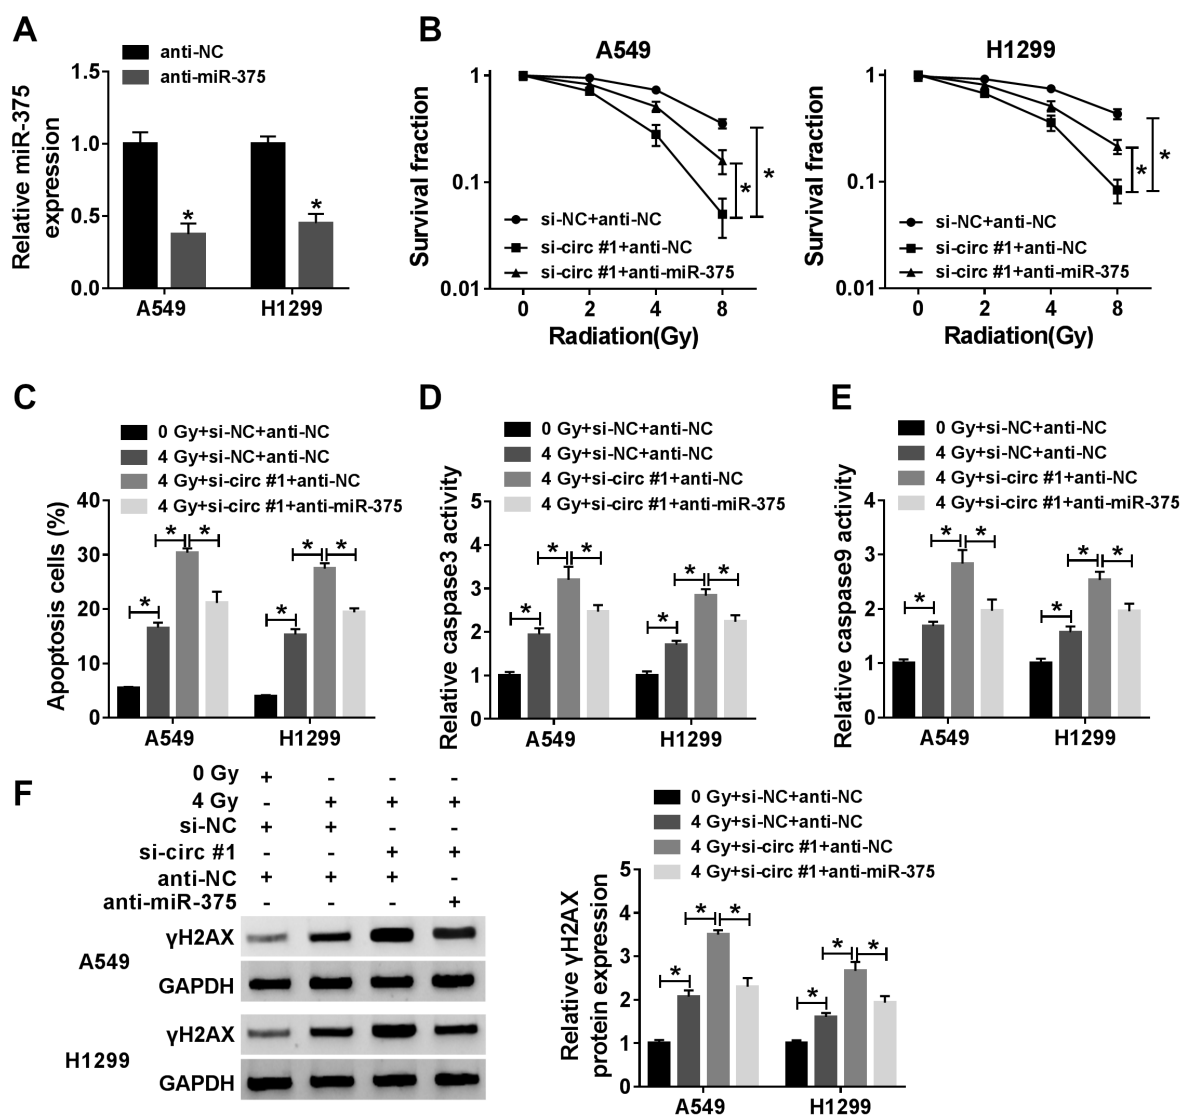 A
anti-NC
anti-miR-375
Relative miR-375
expression
1.5
1.0
0.5
0.0
*
*
A549
H1299
B
A549
Survival fraction
1
0.1
0.01
si-NC+anti-NC
si-circ #1+anti-NC
si-circ #1+anti-miR-375
*
*
0 2 4 8
Radiation(Gy)
H1299
Survival fraction
1
0.1
0.01
si-NC+anti-NC
si-circ #1+anti-NC
si-circ #1+anti-miR-375
*
*
0 2 4 8
Radiation(Gy)
C
0 Gy+si-NC+anti-NC
4 Gy+si-NC+anti-NC
4 Gy+si-circ #1+anti-NC
4 Gy+si-circ #1+anti-miR-375
Apoptosis cells (%)
40
30
20
10
0
* * *
* * *
A549
H1299
D
0 Gy+si-NC+anti-NC
4 Gy+si-NC+anti-NC
4 Gy+si-circ #1+anti-NC
4 Gy+si-circ #1+anti-miR-375
Relative caspase3 activity
5
4
3
2
1
0
* * *
* * *
A549
H1299
E
0 Gy+si-NC+anti-NC
4 Gy+si-NC+anti-NC
4 Gy+si-circ #1+anti-NC
4 Gy+si-circ #1+anti-miR-375
Relative caspase9 activity
4
3
2
1
0
* * *
* * *
A549
H1299
F
0 Gy + - - -
4 Gy - + + +
si-NC + + - -
si-circ #1 - - + +
anti-NC + + + -
anti-miR-375 - - - +
A549
γH2AX
GAPDH
H1299
γH2AX
GAPDH
0 Gy+si-NC+anti-NC
4 Gy+si-NC+anti-NC
4 Gy+si-circ #1+anti-NC
4 Gy+si-circ #1+anti-miR-375
Relative γH2AX
protein expression
5
4
3
2
1
0
* * *
* * *
A549
H1299